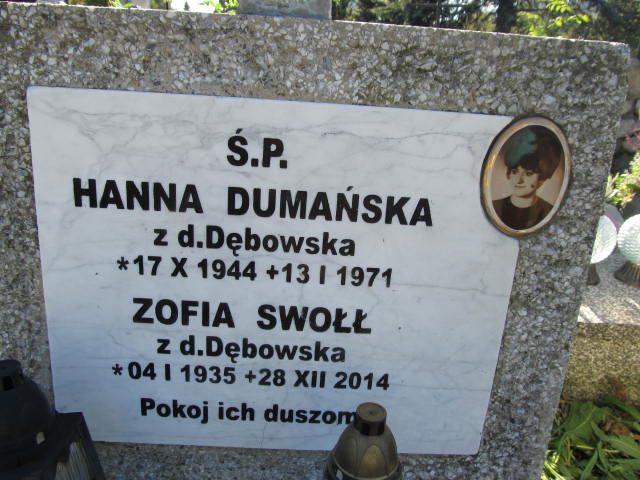 Ś.P.
HANNA DUMAŃSKA
z d.Dębowska
*17 X 1944 +13 I 1971
ZOFIA SWOŁŁ
z d.Dębowska
*04 I 1935 +28 XII 2014
Pokoj ich duszom